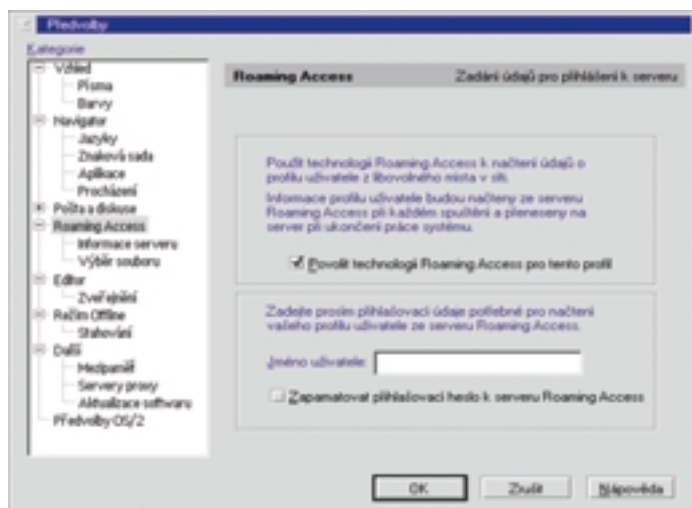 Předvolby
Kategorie
Vzhled
Písma
Barvy
Navigator
Jazyky
Znaková sada
Aplikace
Procházení
Pošta a diskuse
Roaming Access
Informace serveru
Výběr souboru
Editor
Zveřejnění
Režim Offline
Stahování
Další
Mezipaměť
Servery proxy
Aktualizace softwaru
Předvolby OS/2
Roaming Access Zadání údajů pro přihlášení k serveru
Použít technologii Roaming Access k načtení údajů o
profilu uživatele z libovolného místa v síti.
Informace profilu uživatele budou načteny ze serveru
Roaming Access při každém spuštění a přeneseny na
server při ukončení práce systému.
Povolit technologii Roaming Access pro tento profil
Zadejte prosím přihlašovací údaje potřebné pro načtení
vašeho profilu uživatele ze serveru Roaming Access.
Jméno uživatele:
Zapamatovat přihlašovací heslo k serveru Roaming Access
OK Zrušit Nápověda